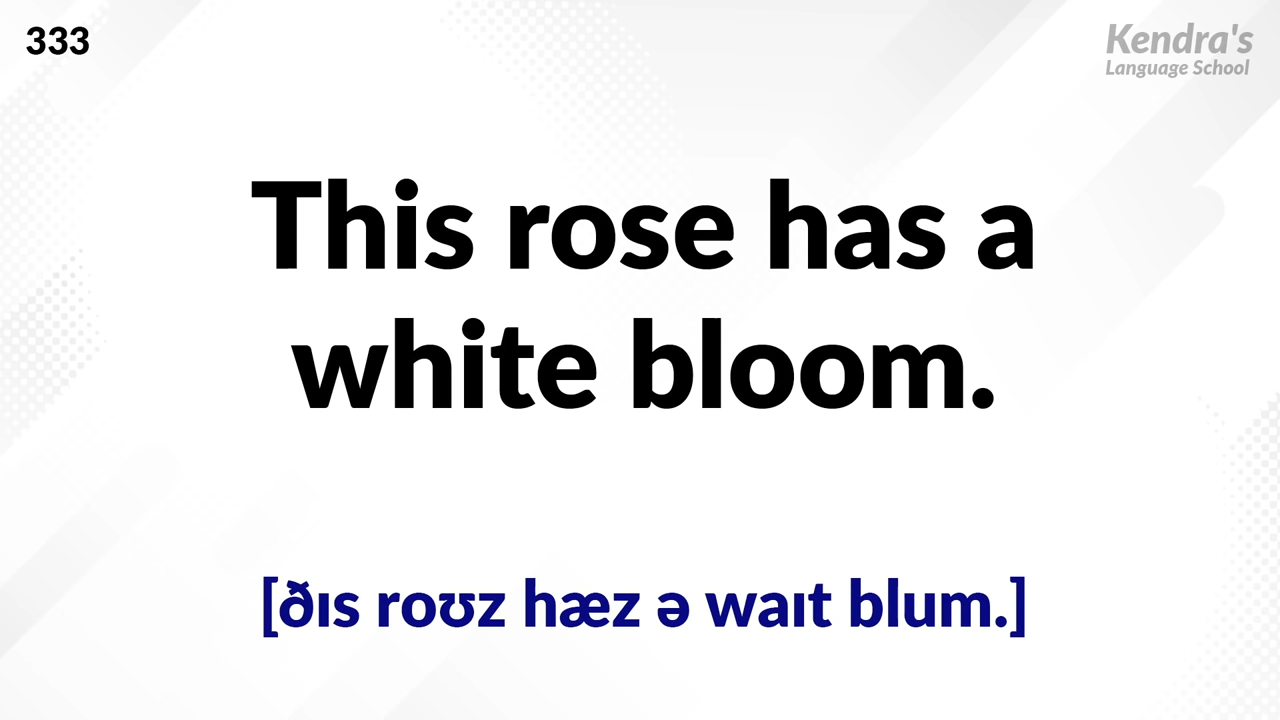 333
Kendra's
Language School
This rose has a
white bloom.
[ðɪs roʊz hæz ə waɪt blum.]